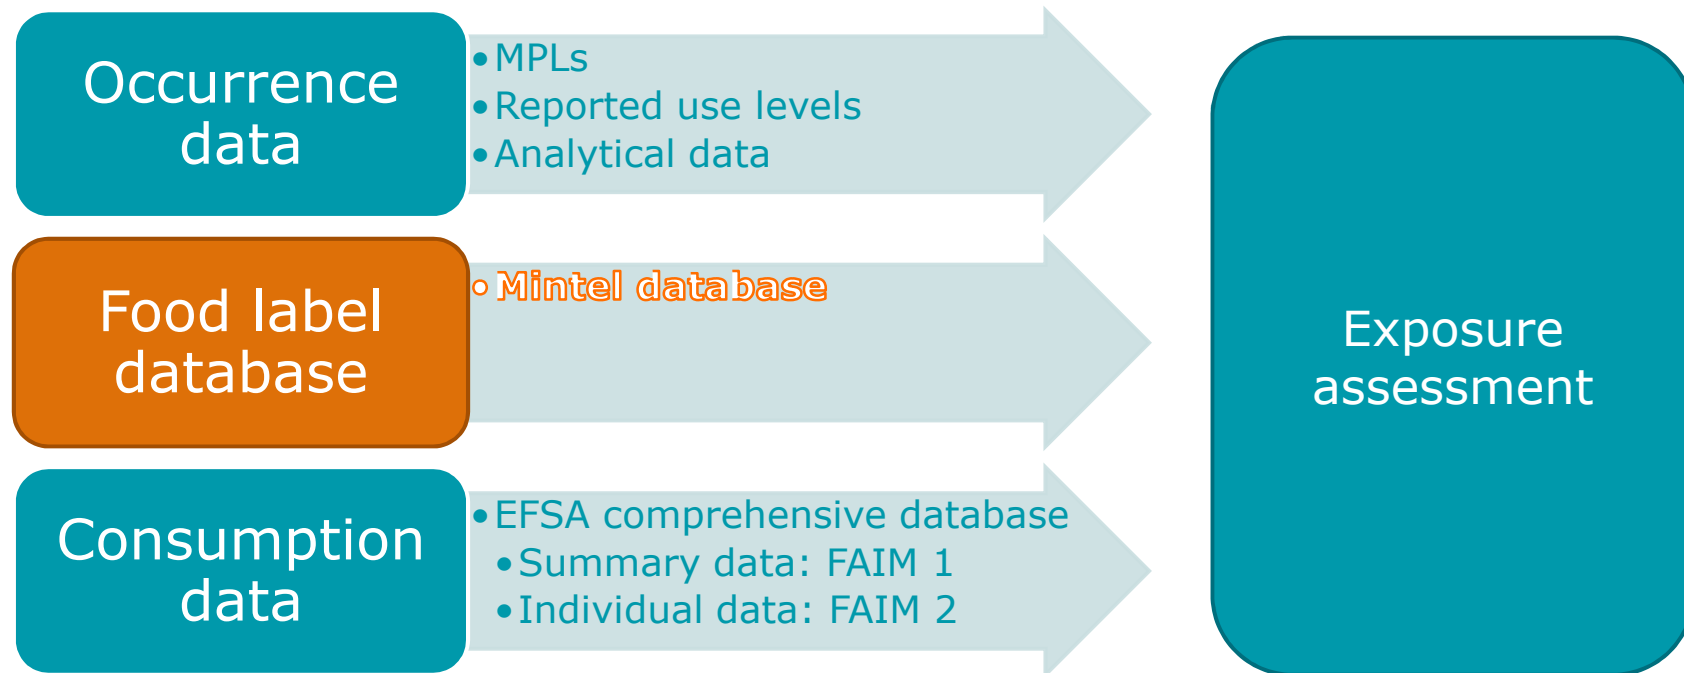 Occurrence
data
•MPLs
•Reported use levels
•Analytical data
Food label
database
•Mintel database
Consumption
data
•EFSA comprehensive database
•Summary data: FAIM 1
•Individual data: FAIM 2
Exposure
assessment